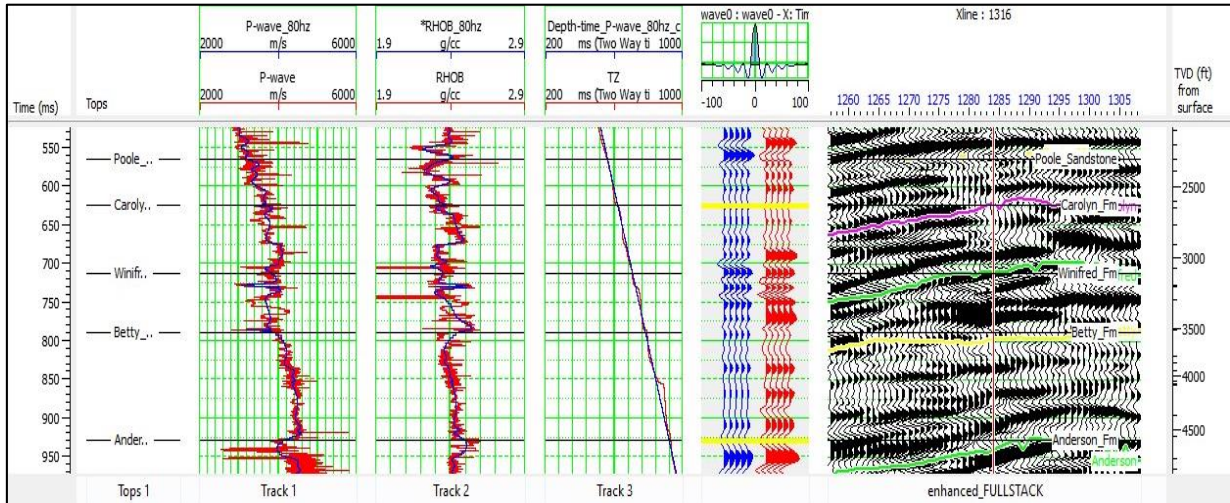 P-wave_80hz
2000 m/s 6000
P-wave
2000 m/s 6000
*RHOB_80hz
1.9 g/cc 2.9
RHOB
1.9 g/cc 2.9
Depth-time_P-wave_80hz_c
200 ms (Two Way ti 1000
TZ
200 ms (Two Way ti 1000
wave0 : wave0 - X: Tim
-100 0 100
Xline : 1316
1260 1265 1270 1275 1280 1285 1290 1295 1300 1305
TVD (ft)
from
surface
Time (ms)
Tops
550
600
650
700
750
800
850
900
950
Poole_..
Caroly..
Winifr..
Betty_..
Ander..
Poole_Sandstone
Carolyn_Fm
Winifred_Fm
Betty_Fm
Anderson_Fm
Anderson
2500
3000
3500
4000
4500
Tops 1
Track 1
Track 2
Track 3
enhanced_FULLSTACK